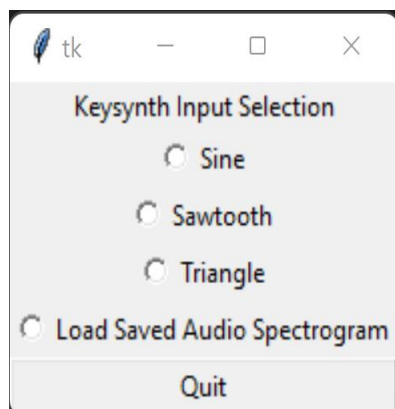 tk
Keysynth Input Selection
Sine
Sawtooth
Triangle
Load Saved Audio Spectrogram
Quit